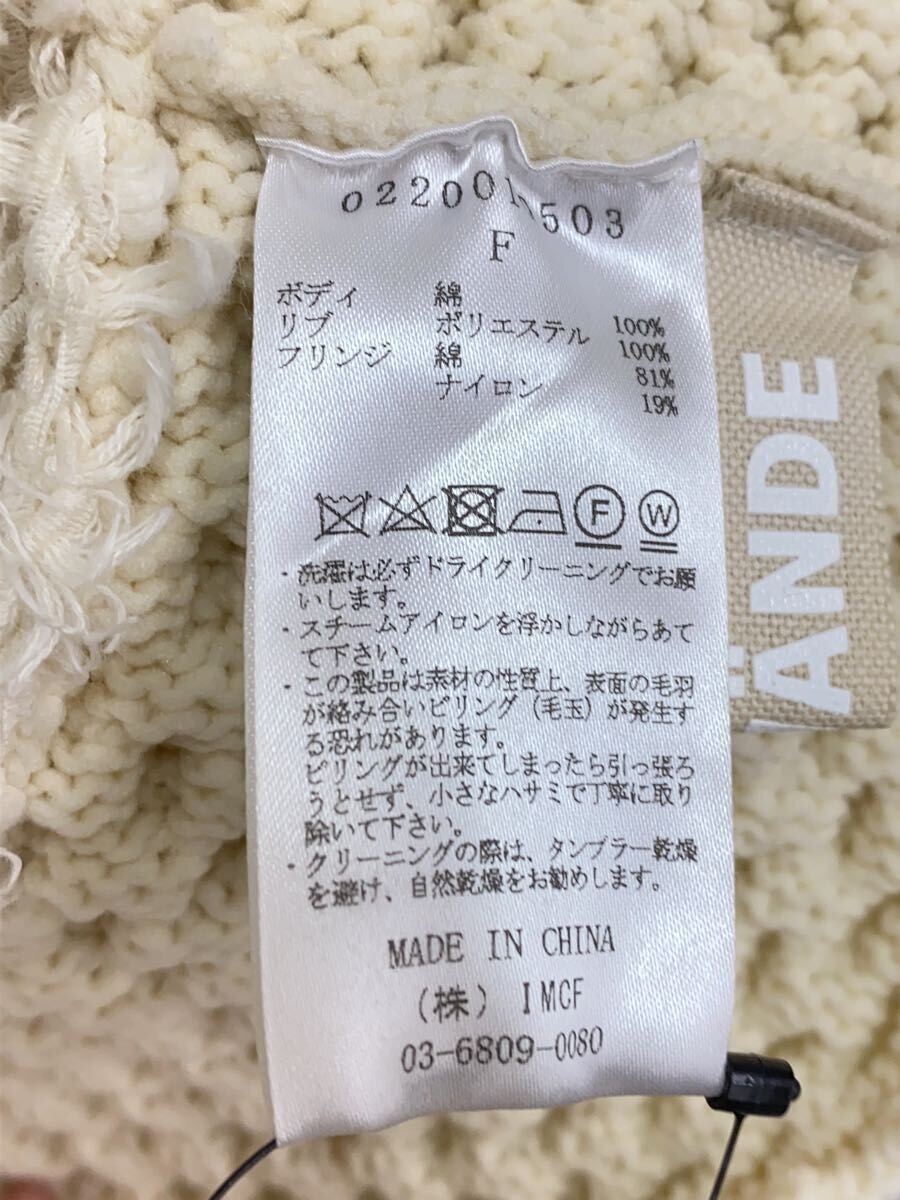 022001503
F
ボディ 綿 100%
リブ ポリエステル 100%
フリンジ 綿 81%
ナイロン 19%
F W
・洗濯は必ずドライクリーニングでお願
いします。
・スチームアイロンを浮かしながらあて
て下さい。
・この製品は素材の性質上、表面の毛羽
が絡み合いピリング（毛玉）が発生す
る恐れがあります。
ピリングが出来てしまったら引っ張ろ
うとせず、小さなハサミで丁寧に取り
除いて下さい。
・クリーニングの際は、タンブラー乾燥
を避け、自然乾燥をお勧めします。
MADE IN CHINA
（株）IMCF
03-6809-0080
ÄNDE